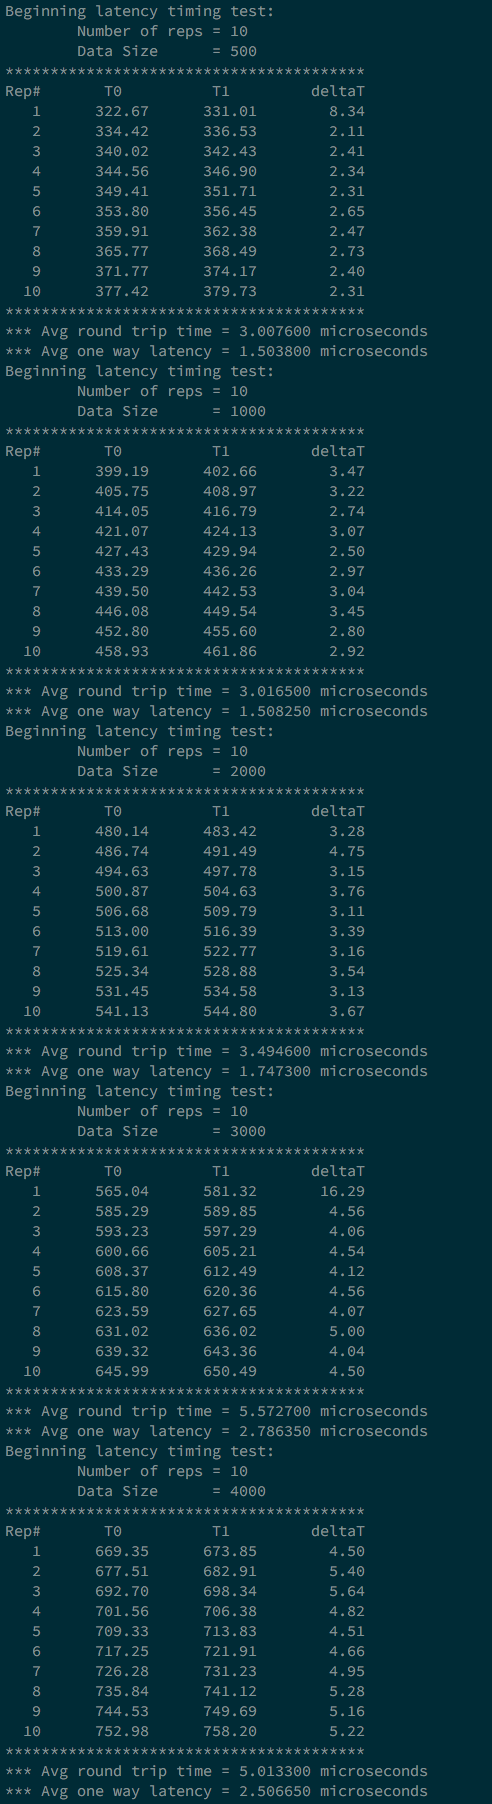 Beginning latency timing test:
        Number of reps = 10
        Data Size      = 500
****************************************
Rep#       T0          T1         deltaT
   1      322.67      331.01        8.34
   2      334.42      336.53        2.11
   3      340.02      342.43        2.41
   4      344.56      346.90        2.34
   5      349.41      351.71        2.31
   6      353.80      356.45        2.65
   7      359.91      362.38        2.47
   8      365.77      368.49        2.73
   9      371.77      374.17        2.40
  10      377.42      379.73        2.31
****************************************
*** Avg round trip time = 3.007600 microseconds
*** Avg one way latency = 1.503800 microseconds
Beginning latency timing test:
        Number of reps = 10
        Data Size      = 1000
****************************************
Rep#       T0          T1         deltaT
   1      399.19      402.66        3.47
   2      405.75      408.97        3.22
   3      414.05      416.79        2.74
   4      421.07      424.13        3.07
   5      427.43      429.94        2.50
   6      433.29      436.26        2.97
   7      439.50      442.53        3.04
   8      446.08      449.54        3.45
   9      452.80      455.60        2.80
  10      458.93      461.86        2.92
****************************************
*** Avg round trip time = 3.016500 microseconds
*** Avg one way latency = 1.508250 microseconds
Beginning latency timing test:
        Number of reps = 10
        Data Size      = 2000
****************************************
Rep#       T0          T1         deltaT
   1      480.14      483.42        3.28
   2      486.74      491.49        4.75
   3      494.63      497.78        3.15
   4      500.87      504.63        3.76
   5      506.68      509.79        3.11
   6      513.00      516.39        3.39
   7      519.61      522.77        3.16
   8      525.34      528.88        3.54
   9      531.45      534.58        3.13
  10      541.13      544.80        3.67
****************************************
*** Avg round trip time = 3.494600 microseconds
*** Avg one way latency = 1.747300 microseconds
Beginning latency timing test:
        Number of reps = 10
        Data Size      = 3000
****************************************
Rep#       T0          T1         deltaT
   1      565.04      581.32       16.29
   2      585.29      589.85        4.56
   3      593.23      597.29        4.06
   4      600.66      605.21        4.54
   5      608.37      612.49        4.12
   6      615.80      620.36        4.56
   7      623.59      627.65        4.07
   8      631.02      636.02        5.00
   9      639.32      643.36        4.04
  10      645.99      650.49        4.50
****************************************
*** Avg round trip time = 5.572700 microseconds
*** Avg one way latency = 2.786350 microseconds
Beginning latency timing test:
        Number of reps = 10
        Data Size      = 4000
****************************************
Rep#       T0          T1         deltaT
   1      669.35      673.85        4.50
   2      677.51      682.91        5.40
   3      692.70      698.34        5.64
   4      701.56      706.38        4.82
   5      709.33      713.83        4.51
   6      717.25      721.91        4.66
   7      726.28      731.23        4.95
   8      735.84      741.12        5.28
   9      744.53      749.69        5.16
  10      752.98      758.20        5.22
****************************************
*** Avg round trip time = 5.013300 microseconds
*** Avg one way latency = 2.506650 microseconds